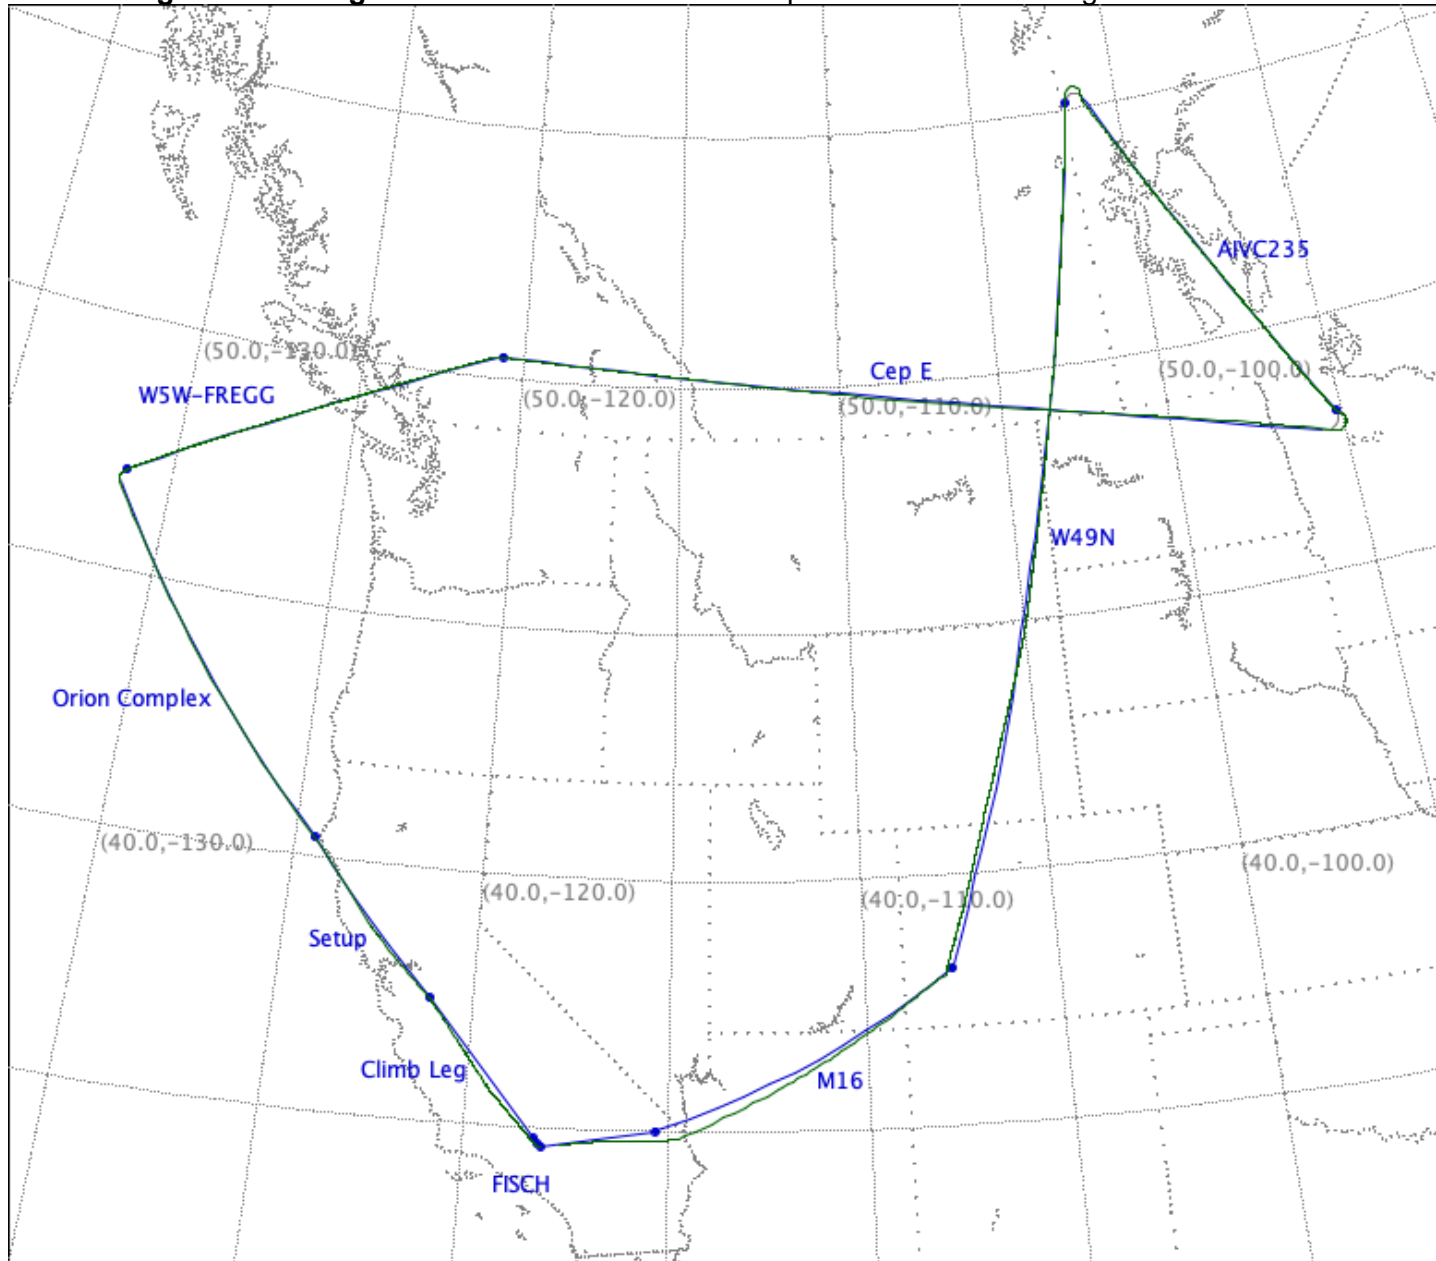 AIVC235
(50.0,-130.0)
Cep E
(50.0,-100.0)
W5W-FREGG
(50.0,-120.0)
(50.0,-110.0)
W49N
Orion Complex
(40.0,-130.0)
(40.0,-100.0)
(40.0,-120.0)
(40.0,-110.0)
Setup
Climb Leg
M16
FISCH